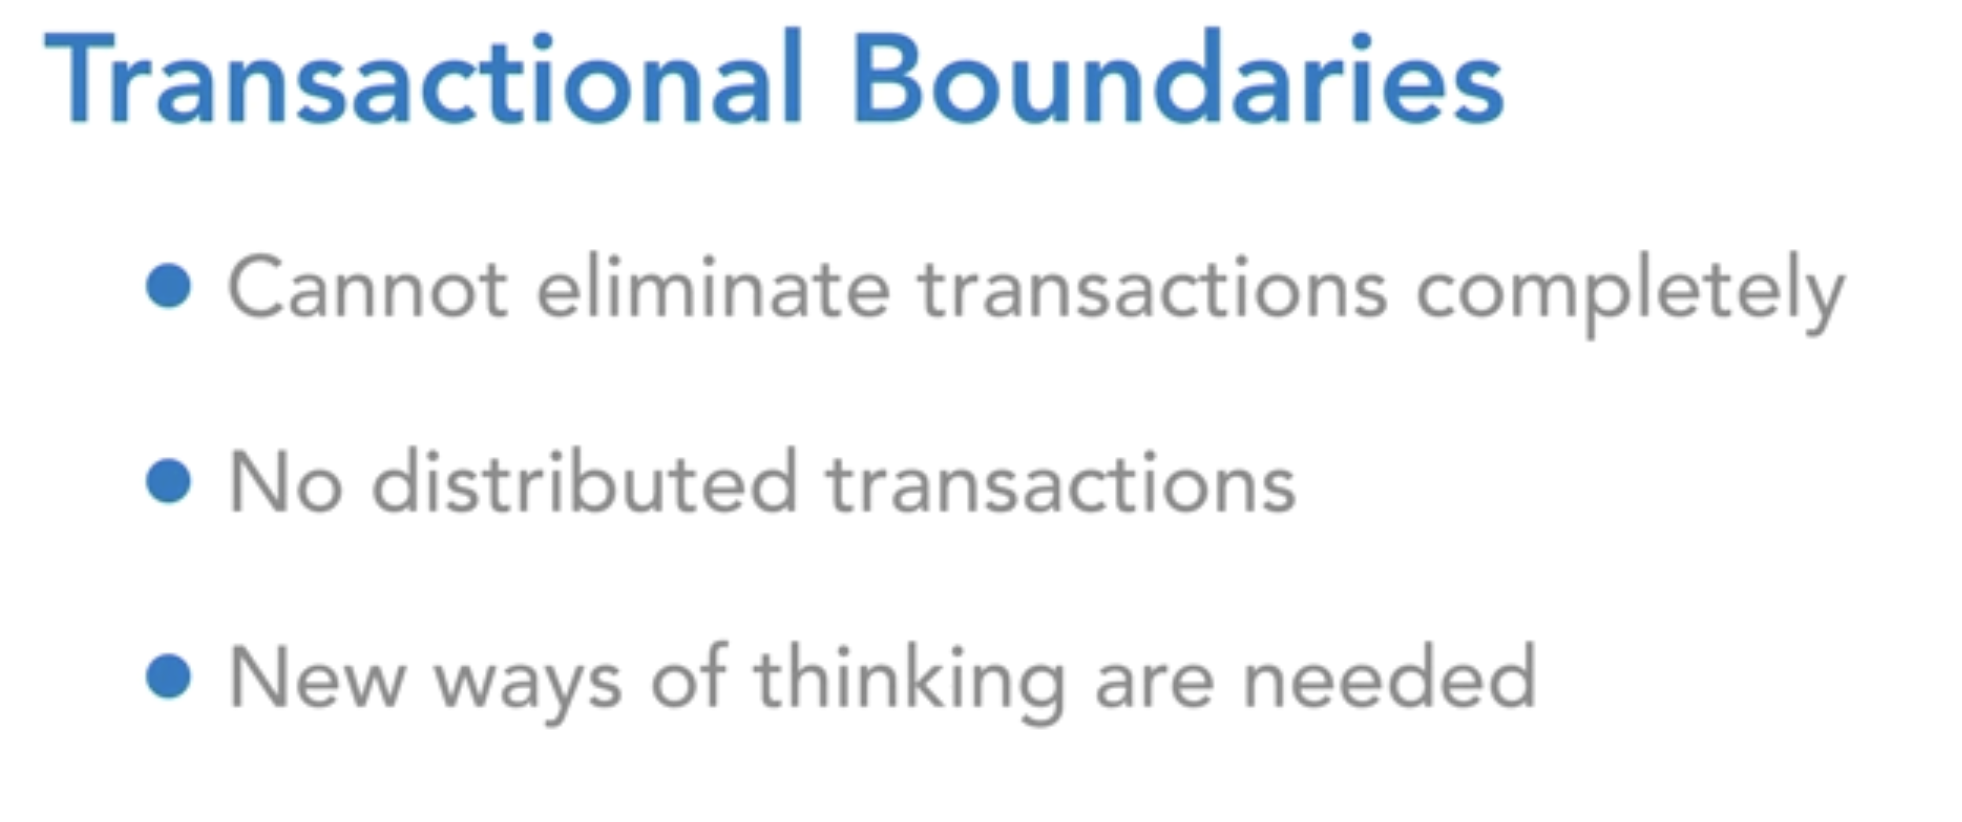 Transactional Boundaries
Cannot eliminate transactions completely
No distributed transactions
New ways of thinking are needed